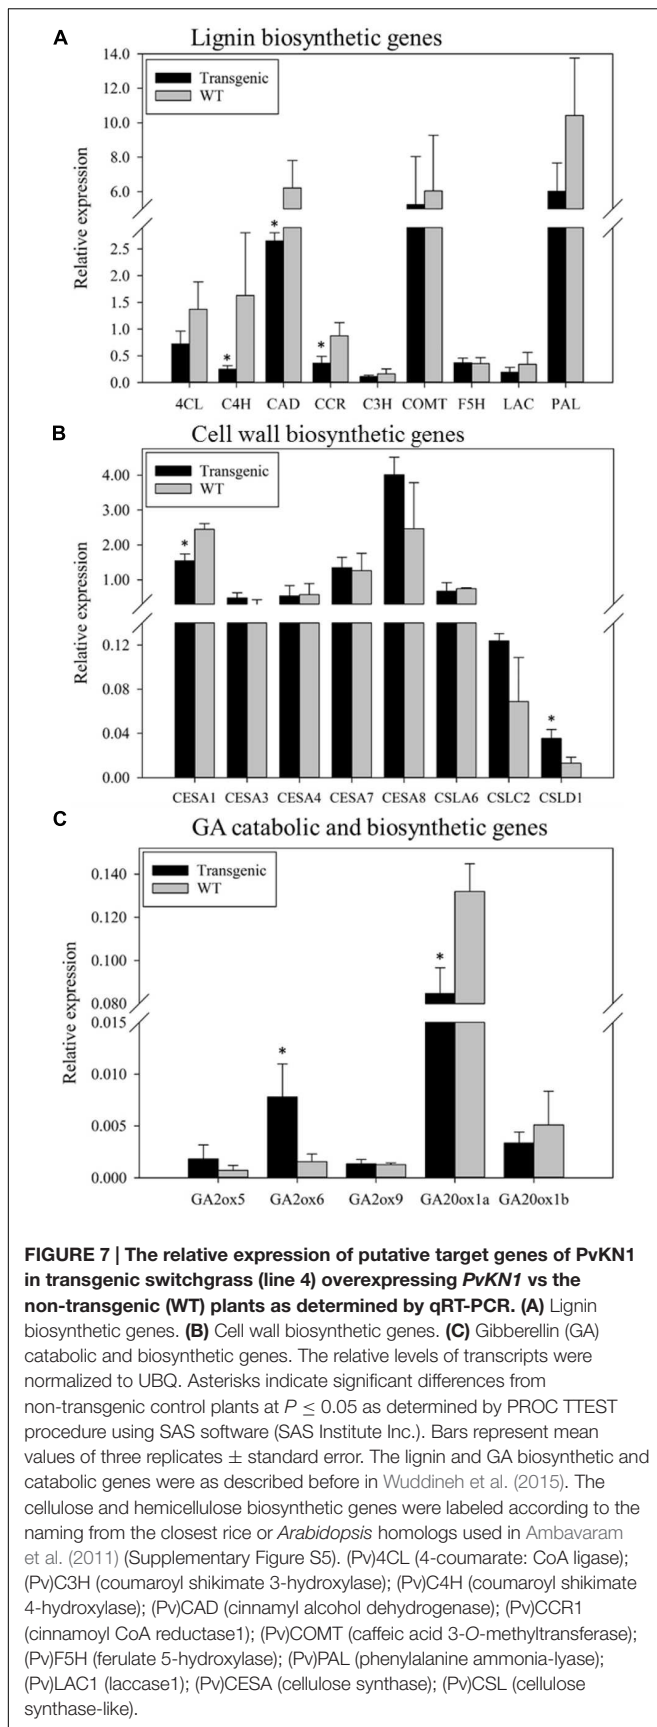 A
Lignin biosynthetic genes
14.0
Transgenic
WT
12.0
10.0
8.0
6.0
2.5
2.0
1.5
1.0
0.5
0.0
Relative expression
Relative expression
*
*
*
4CL C4H CAD CCR C3H COMT F5H LAC PAL
B
Cell wall biosynthetic genes
Transgenic
WT
4.00
3.00
2.00
1.00
0.12
0.08
0.04
0.00
Relative expression
Relative expression
*
*
CESA1 CESA3 CESA4 CESA7 CESA8 CSLA6 CSLC2 CSLD1
C
GA catabolic and biosynthetic genes
Transgenic
WT
0.140
0.120
0.100
0.080
0.015
0.010
0.005
0.000
Relative expression
*
*
GA2ox5 GA2ox6 GA2ox9 GA20ox1a GA20ox1b
FIGURE 7 | The relative expression of putative target genes of PvKN1
in transgenic switchgrass (line 4) overexpressing PvKN1 vs the
non-transgenic (WT) plants as determined by qRT-PCR. (A) Lignin
biosynthetic genes. (B) Cell wall biosynthetic genes. (C) Gibberellin (GA)
catabolic and biosynthetic genes. The relative levels of transcripts were
normalized to UBQ. Asterisks indicate significant differences from
non-transgenic control plants at P ≤ 0.05 as determined by PROC TTEST
procedure using SAS software (SAS Institute Inc.). Bars represent mean
values of three replicates ± standard error. The lignin and GA biosynthetic and
catabolic genes were as described before in Wuddineh et al. (2015). The
cellulose and hemicellulose biosynthetic genes were labeled according to the
naming from the closest rice or Arabidopsis homologs used in Ambavaram
et al. (2011) (Supplementary Figure S5). (Pv)4CL (4-coumarate: CoA ligase);
(Pv)C3H (coumaroyl shikimate 3-hydroxylase); (Pv)C4H (coumaroyl shikimate
4-hydroxylase); (Pv)CAD (cinnamyl alcohol dehydrogenase); (Pv)CCR1
(cinnamoyl CoA reductase1); (Pv)COMT (caffeic acid 3-O-methyltransferase);
(Pv)F5H (ferulate 5-hydroxylase); (Pv)PAL (phenylalanine ammonia-lyase);
(Pv)LAC1 (laccase1); (Pv)CESA (cellulose synthase); (Pv)CSL (cellulose
synthase-like).